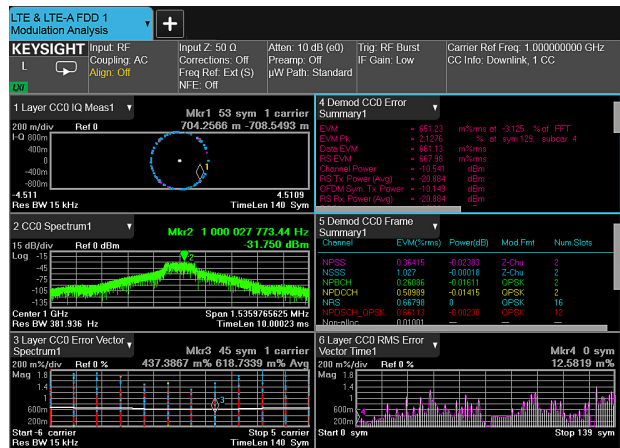 LTE & LTE-A FDD 1
Modulation Analysis
KEYSIGHT
L
LXI
Input: RF
Coupling: AC
Align: Off
Input Z: 50 Ω
Corrections: Off
Freq Ref: Ext (S)
NFE: Off
Atten: 10 dB (e0)
Preamp: Off
µW Path: Standard
Trig: RF Burst
IF Gain: Low
Carrier Ref Freq: 1.000000000 GHz
CC Info: Downlink, 1 CC
1 Layer CC0 IQ Meas1
Mkr1 53 sym 1 carrier
200 m/div Ref 0 704.2566 m -708.5493 m
I-Q 800m
400m
0
-400m
-800m
1
-4.511 4.5109
Res BW 15 kHz TimeLen 140 Sym
2 CC0 Spectrum1
Mkr2 1 000 027 773.44 Hz
15 dB/div Ref 0 dBm -31.750 dBm
Log -15
-45
-75
-105
-135
2
Center 1 GHz Span 1.5359765625 MHz
Res BW 381.936 Hz TimeLen 10.00023 ms
3 Layer CC0 Error Vector
Spectrum1
Mkr3 45 sym 1 carrier
200 m%/div Ref 0 % 437.3867 m% 618.7339 m% Avg
Mag 1.8
1.4
1
600m
200m
3
Start -6 carrier Stop 5 carrier
Res BW 15 kHz TimeLen 140 Sym
4 Demod CC0 Error
Summary1
EVM = 651.23 m%rms at -3.125 % of FFT
EVM Pk = 2.1276 % at sym 129, subcar 4
Data EVM = 661.13 m%rms
RS EVM = 667.98 m%rms
Channel Power = -10.541 dBm
RS Tx. Power (Avg) = -20.884 dBm
OFDM Sym. Tx. Power = -10.149 dBm
RS Rx. Power (Avg) = -20.884 dBm
5 Demod CC0 Frame
Summary1
Channel EVM(%rms) Power(dB) Mod.Fmt Num.Slots
NPSS 0.36415 -0.02383 Z-Chu 2
NSSS 1.027 -0.00018 Z-Chu 2
NPBCH 0.26086 -0.01611 QPSK 2
NPDCCH 0.50989 -0.01415 QPSK 2
NRS 0.66798 0 QPSK 16
NPDSCH_QPSK 0.66113 -0.00238 QPSK 12
Non-alloc 0.01001 — — —
6 Layer CC0 RMS Error
Vector Time1
Mkr4 0 sym
200 m%/div Ref 0 % 12.5819 m%
Mag 1.8
1.4
1
600m
200m
4
Start 0 sym Stop 139 sym